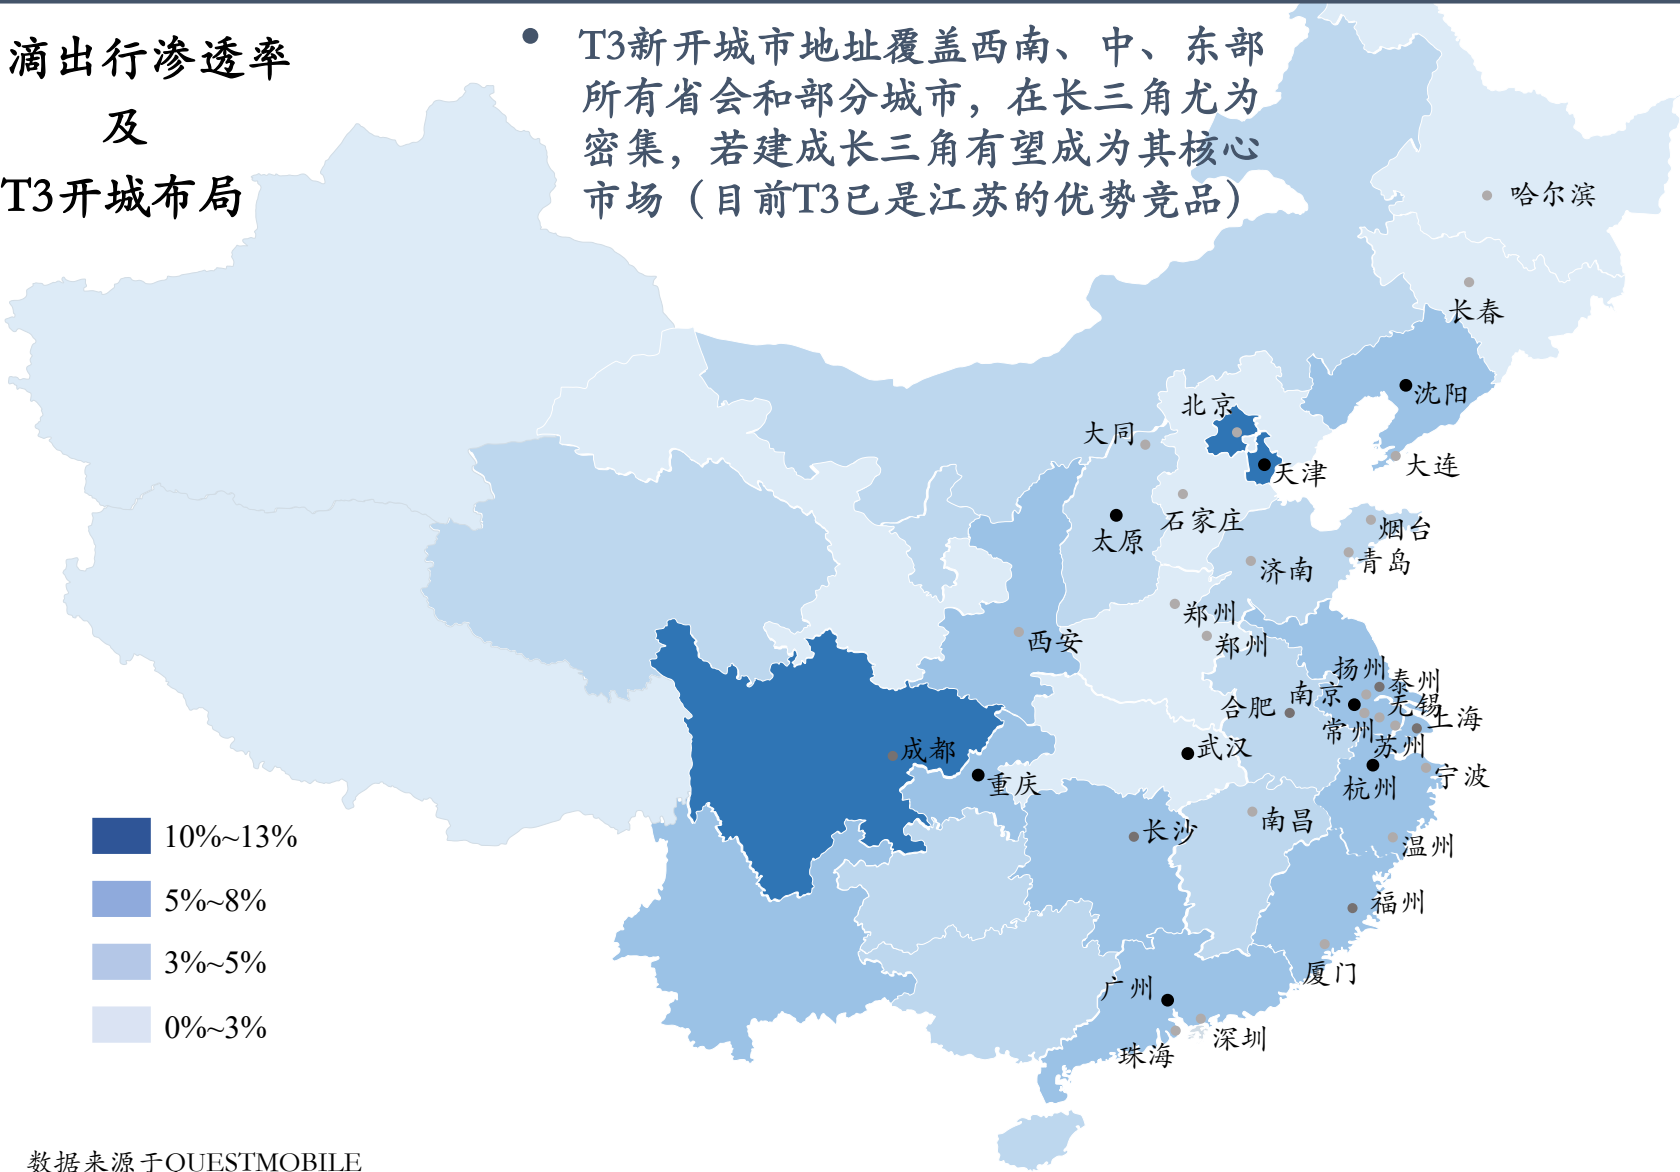 滴出行渗透率
及
T3开城布局
• T3新开城市地址覆盖西南、中、东部
所有省会和部分城市，在长三角尤为
密集，若建成长三角有望成为其核心
市场（目前T3已是江苏的优势竞品）
哈尔滨
长春
沈阳
北京
大同
天津
大连
石家庄
太原
烟台
青岛
济南
郑州
郑州
西安
扬州
泰州
南京
无锡
合肥
上海
常州
苏州
武汉
成都
重庆
宁波
杭州
南昌
长沙
温州
福州
厦门
广州
深圳
珠海
10%~13%
5%~8%
3%~5%
0%~3%
数据来源于QUESTMOBILE